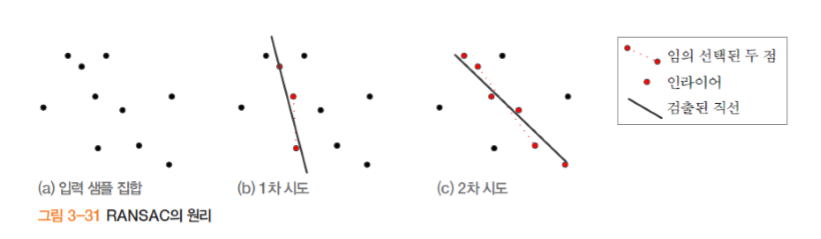 임의 선택된 두 점
인라이어
검출된 직선
(a) 입력 샘플 집합
(b) 1차 시도
(c) 2차 시도
그림 3-31 RANSAC의 원리